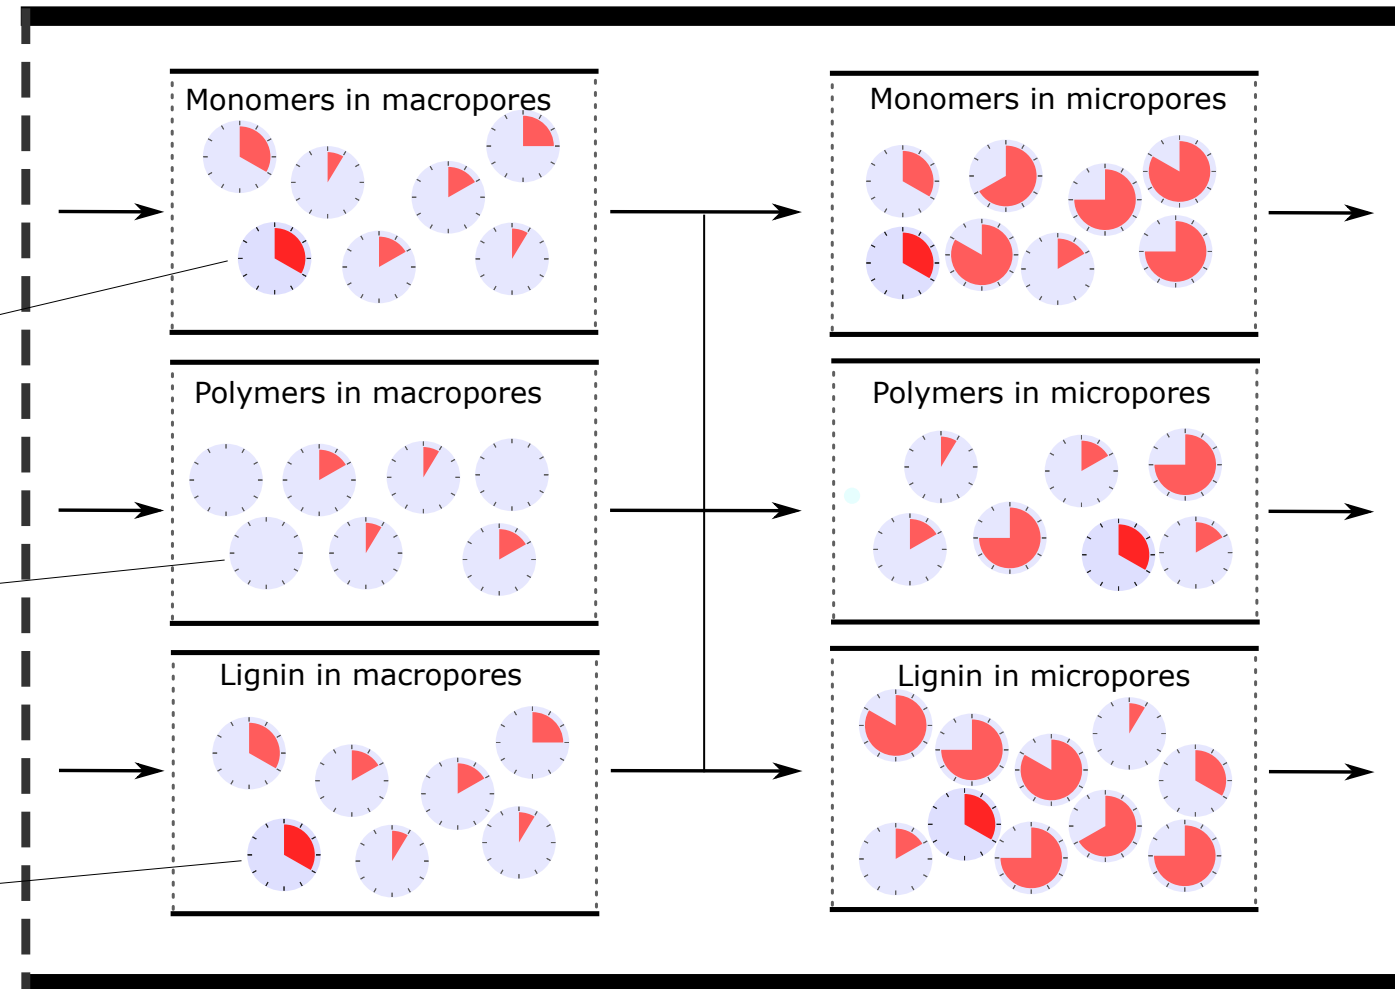 Monomers in macropores
Monomers in micropores
Polymers in macropores
Polymers in micropores
Lignin in macropores
Lignin in micropores